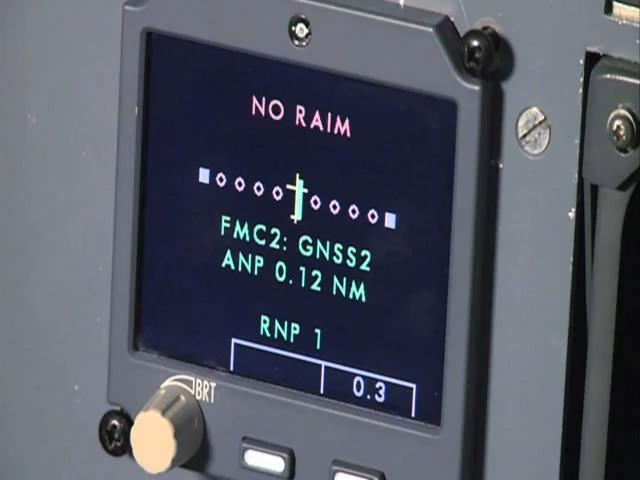 NO RAIM
FMC2: GNSS2
ANP 0.12 NM
RNP 1
0.3
BRT